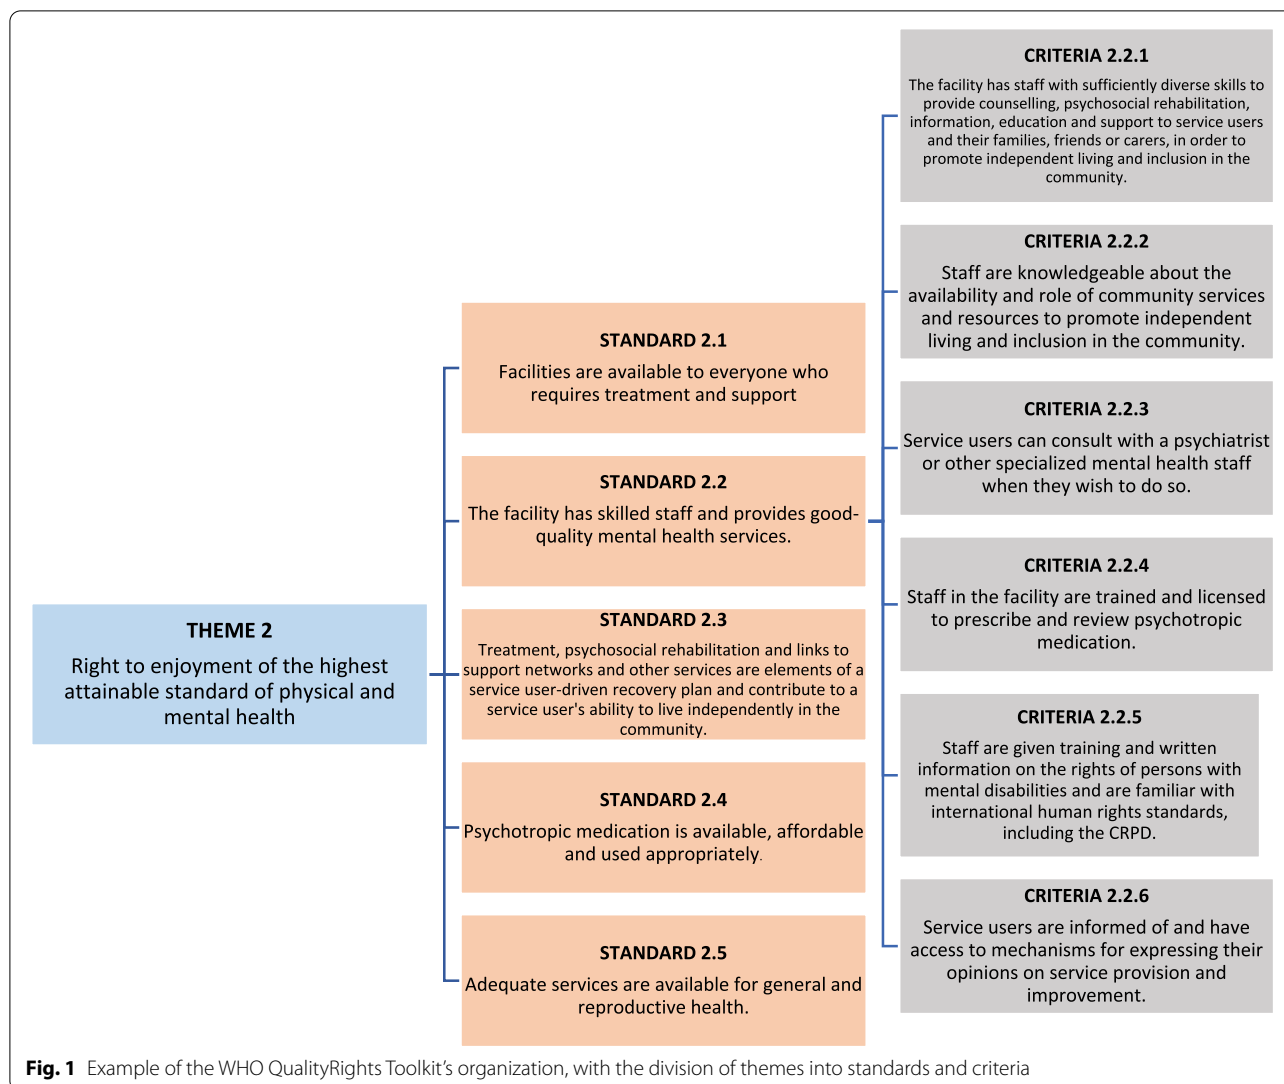 THEME 2
Right to enjoyment of the highest
attainable standard of physical and
mental health
STANDARD 2.1
Facilities are available to everyone who
requires treatment and support
STANDARD 2.2
The facility has skilled staff and provides good-
quality mental health services.
STANDARD 2.3
Treatment, psychosocial rehabilitation and links to
support networks and other services are elements of a
service user-driven recovery plan and contribute to a
service user's ability to live independently in the
community.
STANDARD 2.4
Psychotropic medication is available, affordable
and used appropriately.
STANDARD 2.5
Adequate services are available for general and
reproductive health.
CRITERIA 2.2.1
The facility has staff with sufficiently diverse skills to
provide counselling, psychosocial rehabilitation,
information, education and support to service users
and their families, friends or carers, in order to
promote independent living and inclusion in the
community.
CRITERIA 2.2.2
Staff are knowledgeable about the
availability and role of community services
and resources to promote independent
living and inclusion in the community.
CRITERIA 2.2.3
Service users can consult with a psychiatrist
or other specialized mental health staff
when they wish to do so.
CRITERIA 2.2.4
Staff in the facility are trained and licensed
to prescribe and review psychotropic
medication.
CRITERIA 2.2.5
Staff are given training and written
information on the rights of persons with
mental disabilities and are familiar with
international human rights standards,
including the CRPD.
CRITERIA 2.2.6
Service users are informed of and have
access to mechanisms for expressing their
opinions on service provision and
improvement.
Fig. 1 Example of the WHO QualityRights Toolkit's organization, with the division of themes into standards and criteria